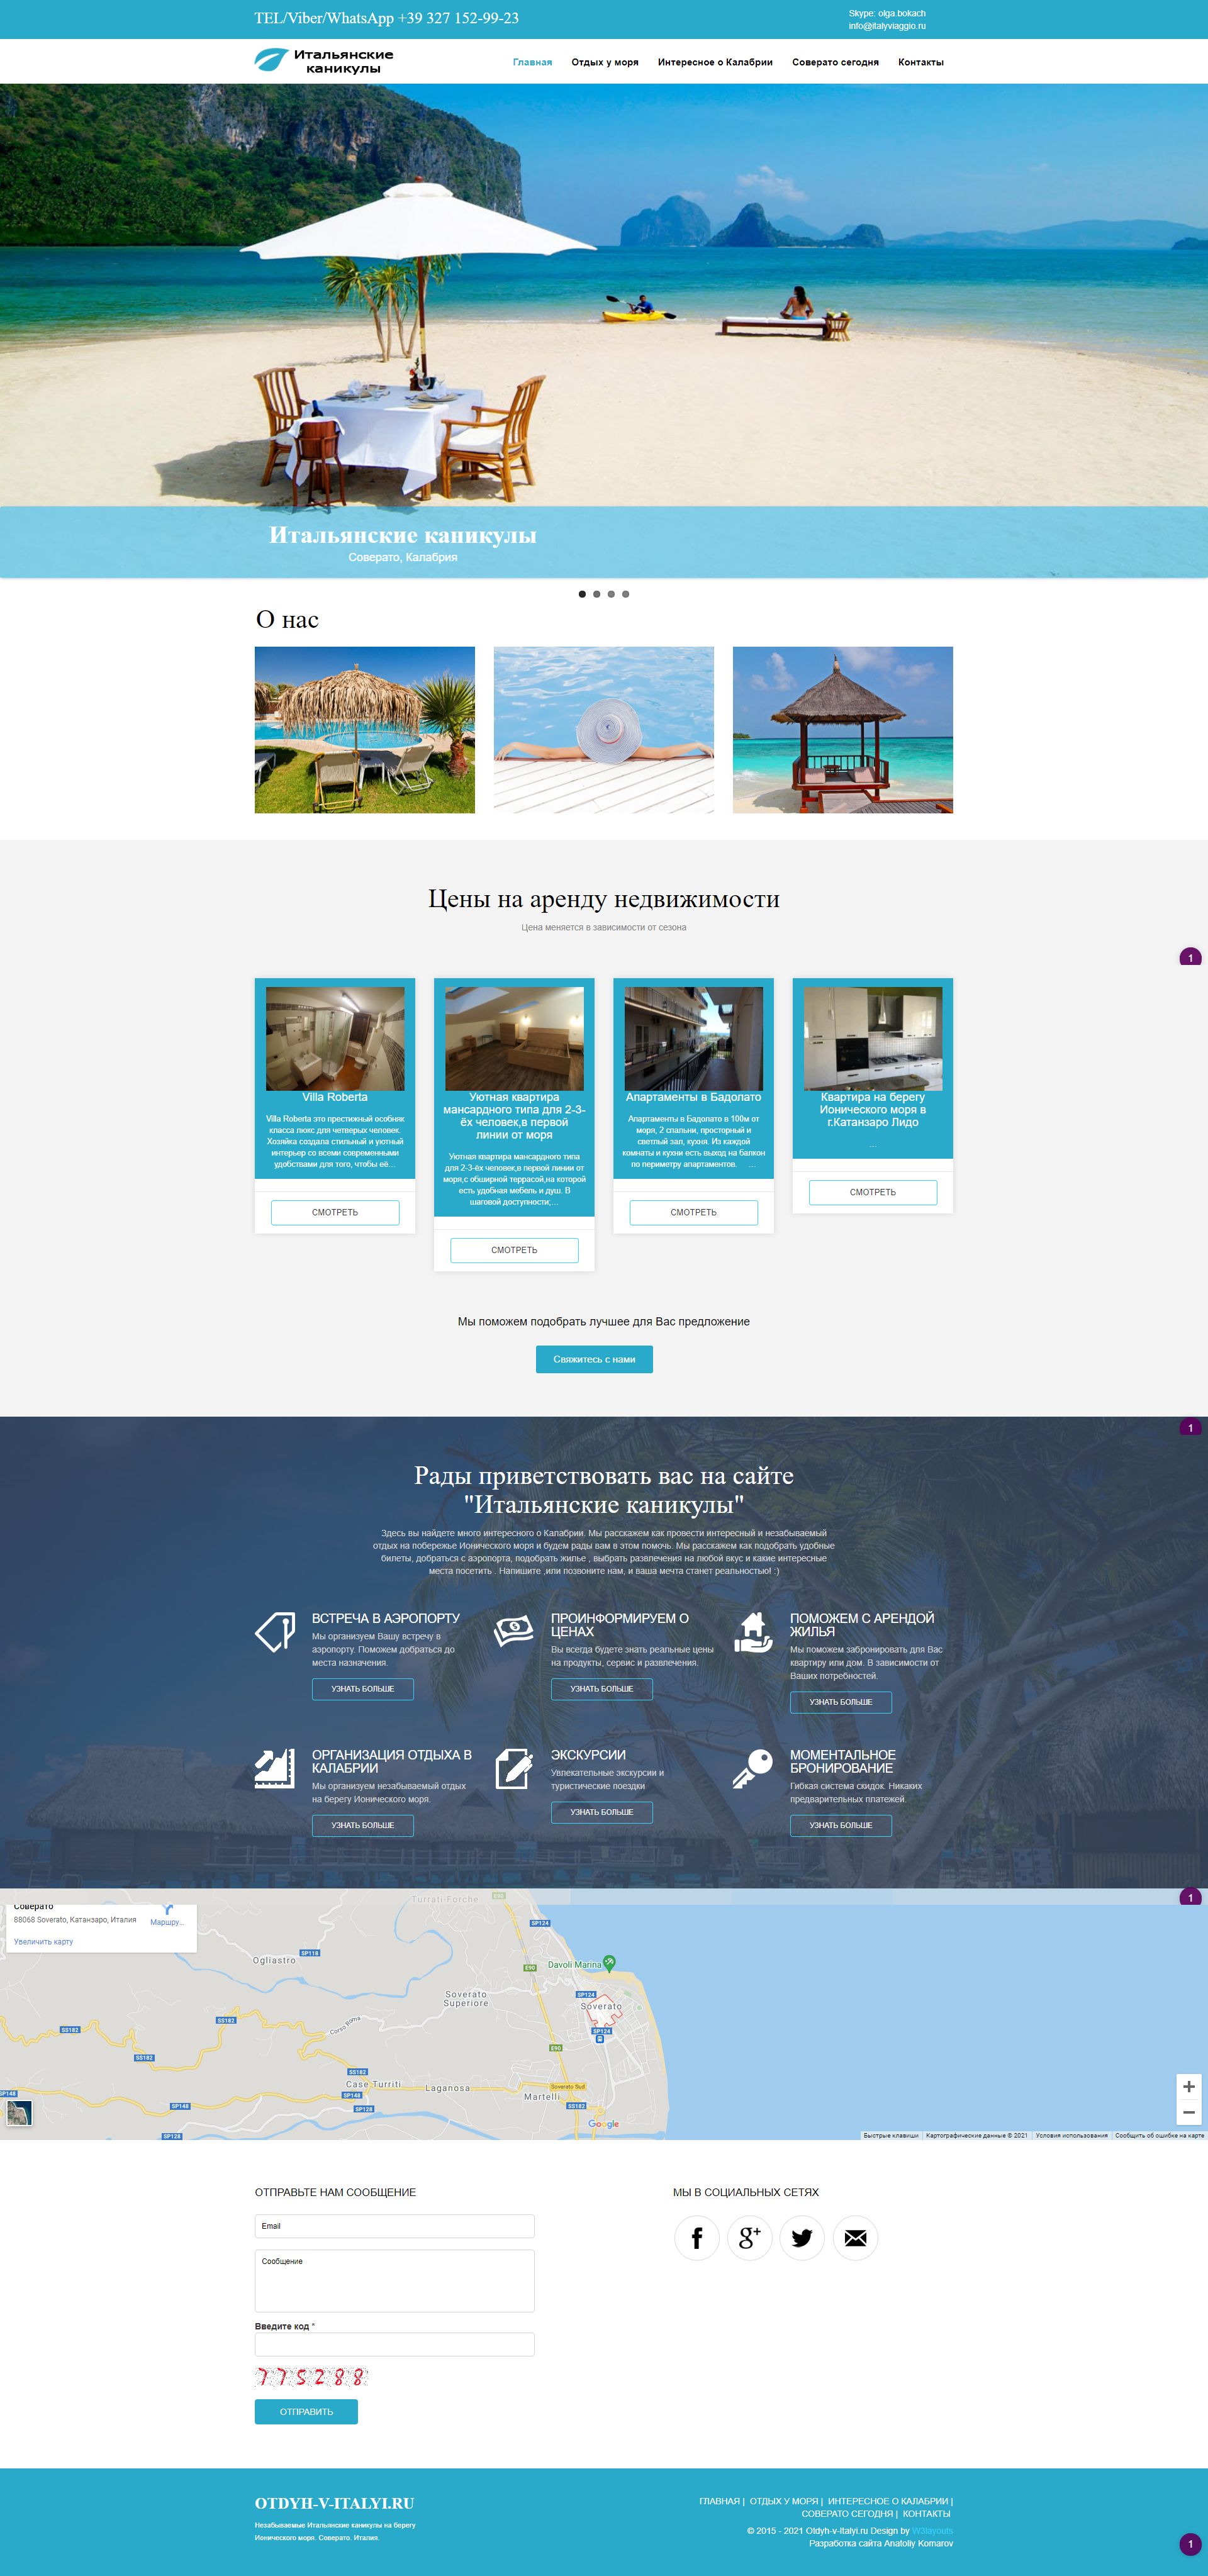 TEL/Viber/WhatsApp +39 327 152-99-23
Skype: olga.bokach
info@italyviaggio.ru
Итальянские
каникулы
Главная
Отдых у моря
Интересное о Калабрии
Соверато сегодня
Контакты
Итальянские каникулы
Соверато, Калабрия
О нас
Цены на аренду недвижимости
Цена меняется в зависимости от сезона
1
Villa Roberta
Villa Roberta это престижный особняк
класса люкс для четверых человек.
Хозяйка создала стильный и уютный
интерьер со всеми современными
удобствами для того, чтобы её...
СМОТРЕТЬ
Уютная квартира
мансардного типа для 2-3-
ёх человек,в первой
линии от моря
Уютная квартира мансардного типа
для 2-3-ёх человек,в первой линии от
моря,с обширной террасой,на которой
есть удобная мебель и душ. В
шаговой доступности;...
СМОТРЕТЬ
Апартаменты в Бадолато
Апартаменты в Бадолато в 100м от
моря, 2 спальни, просторный и
светлый зал, кухня. Из каждой
комнаты и кухни есть выход на балкон
по периметру апартаментов. ...
СМОТРЕТЬ
Квартира на берегу
Ионического моря в
г.Катанзаро Лидо
...
СМОТРЕТЬ
Мы поможем подобрать лучшее для Вас предложение
Свяжитесь с нами
1
Рады приветствовать вас на сайте
"Итальянские каникулы"
Здесь вы найдете много интересного о Калабрии. Мы расскажем как провести интересный и незабываемый
отдых на побережье Ионического моря и будем рады вам в этом помочь. Мы расскажем как подобрать удобные
билеты, добраться с аэропорта, подобрать жилье , выбрать развлечения на любой вкус и какие интересные
места посетить . Напишите ,или позвоните нам, и ваша мечта станет реальностью! :)
ВСТРЕЧА В АЭРОПОРТУ
Мы организуем Вашу встречу в
аэропорту. Поможем добраться до
места назначения.
УЗНАТЬ БОЛЬШЕ
ПРОИНФОРМИРУЕМ О
ЦЕНАХ
Вы всегда будете знать реальные цены
на продукты, сервис и развлечения.
УЗНАТЬ БОЛЬШЕ
ПОМОЖЕМ С АРЕНДОЙ
ЖИЛЬЯ
Мы поможем забронировать для Вас
квартиру или дом. В зависимости от
Ваших потребностей.
УЗНАТЬ БОЛЬШЕ
ОРГАНИЗАЦИЯ ОТДЫХА В
КАЛАБРИИ
Мы организуем незабываемый отдых
на берегу Ионического моря.
УЗНАТЬ БОЛЬШЕ
ЭКСКУРСИИ
Увлекательные экскурсии и
туристические поездки
УЗНАТЬ БОЛЬШЕ
МОМЕНТАЛЬНОЕ
БРОНИРОВАНИЕ
Гибкая система скидок. Никаких
предварительных платежей.
УЗНАТЬ БОЛЬШЕ
1
Соверато
88068 Soverato, Катанзаро, Италия
Маршру...
Увеличить карту
Turrati Forche
E90
SP124
SP118
Ogliastro
Davoli Marina
E90
SP124
Soverato
Superiore
Soverato
SS182
Corso Roma
SS182
SP124
E90
SS182
SS182
Case Turriti
Laganosa
Soverato Sud
SP148
SP148
Martelli
SP148
SP128
SS182
Google
SP128
Быстрые клавиши
Картографические данные © 2021
Условия использования
Сообщить об ошибке на карте
ОТПРАВЬТЕ НАМ СООБЩЕНИЕ
Email
Сообщение
Введите код *
775288
ОТПРАВИТЬ
МЫ В СОЦИАЛЬНЫХ СЕТЯХ
OTDYH-V-ITALYI.RU
Незабываемые Итальянские каникулы на берегу
Ионического моря. Соверато. Италия.
ГЛАВНАЯ | ОТДЫХ У МОРЯ | ИНТЕРЕСНОЕ О КАЛАБРИИ |
СОВЕРАТО СЕГОДНЯ | КОНТАКТЫ
© 2015 - 2021 Otdyh-v-Italyi.ru Design by W3layouts
Разработка сайта Anatoliy Komarov
1